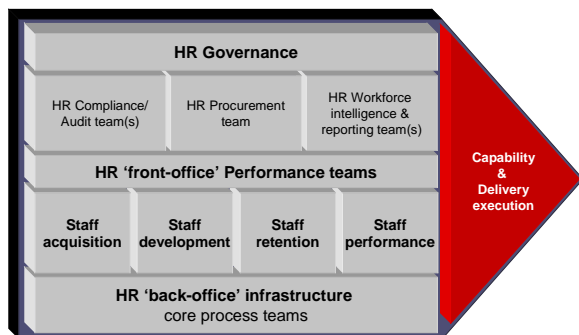 HR Governance
HR Compliance/
Audit team(s)
HR Procurement
team
HR Workforce
intelligence &
reporting team(s)
HR ‘front-office’ Performance teams
Staff
acquisition
Staff
development
Staff
retention
Staff
performance
HR ‘back-office’ infrastructure
core process teams
Capability
&
Delivery
execution